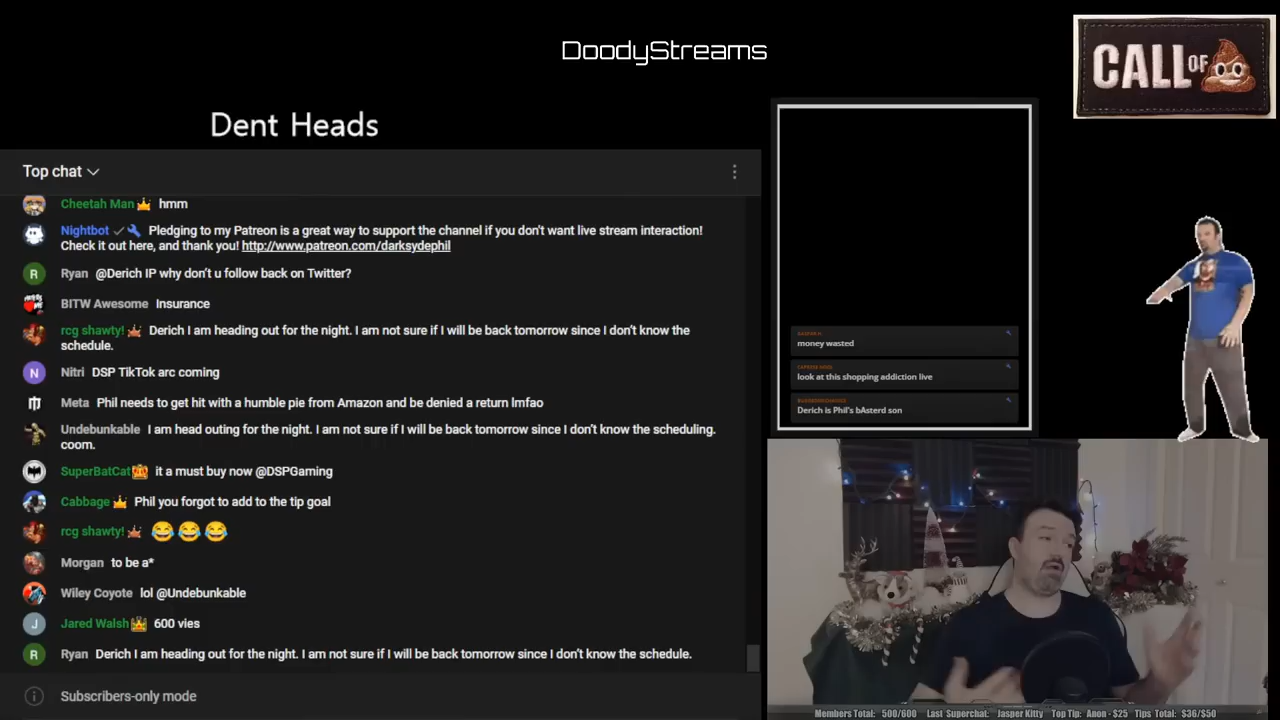 DoodyStreams
CALL OF
Dent Heads
Top chat
Cheetah Man hmm
Nightbot Pledging to my Patreon is a great way to support the channel if you don't want live stream interaction!
Check it out here, and thank you! http://www.patreon.com/darksydephil
R Ryan @Derich IP why don't u follow back on Twitter?
BITW Awesome Insurance
rcg shawty! Derich I am heading out for the night. I am not sure if I will be back tomorrow since I don't know the
schedule.
N Nitri DSP TikTok arc coming
Meta Phil needs to get hit with a humble pie from Amazon and be denied a return lmfao
Undebunkable I am head outing for the night. I am not sure if I will be back tomorrow since I don't know the scheduling.
coom.
SuperBatCat it a must buy now @DSPGaming
Cabbage Phil you forgot to add to the tip goal
rcg shawty! 😂 😂 😂
Morgan to be a*
Wiley Coyote lol @Undebunkable
J Jared Walsh 600 vies
R Ryan Derich I am heading out for the night. I am not sure if I will be back tomorrow since I don't know the schedule.
Subscribers-only mode
money wasted
look at this shopping addiction live
Derich is Phil's bAsterd son
Members Total: 500/600 Last Superchat: Jasper Kitty Top Tip: Anon - $25 Tips Total: $36/$50